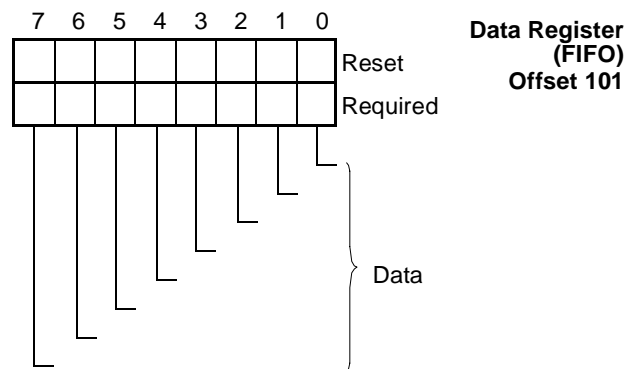 7 6 5 4 3 2 1 0
Data Register
(FIFO)
Offset 101
Reset
Required
Data